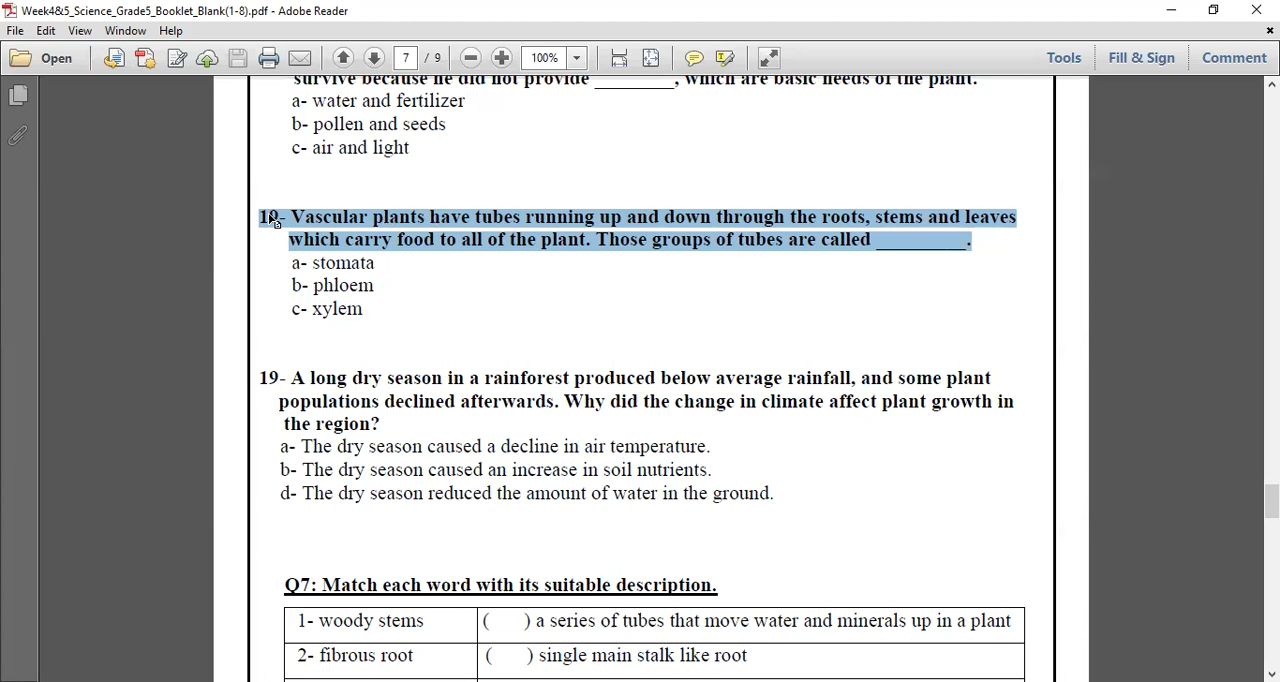 Week4&5_Science_Grade5_Booklet_Blank(1-8).pdf - Adobe Reader
File Edit View Window Help
Open 7 / 9 100% Tools Fill & Sign Comment
survive because he did not provide ________, which are basic needs of the plant.
a- water and fertilizer
b- pollen and seeds
c- air and light
19- Vascular plants have tubes running up and down through the roots, stems and leaves
which carry food to all of the plant. Those groups of tubes are called _________.
a- stomata
b- phloem
c- xylem
19- A long dry season in a rainforest produced below average rainfall, and some plant
populations declined afterwards. Why did the change in climate affect plant growth in
the region?
a- The dry season caused a decline in air temperature.
b- The dry season caused an increase in soil nutrients.
d- The dry season reduced the amount of water in the ground.
Q7: Match each word with its suitable description.
1- woody stems ( ) a series of tubes that move water and minerals up in a plant
2- fibrous root ( ) single main stalk like root